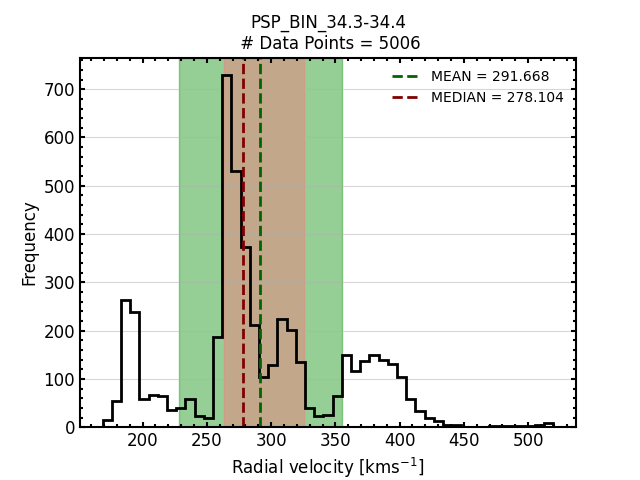 PSP_BIN_34.3-34.4
# Data Points = 5006
MEAN = 291.668
MEDIAN = 278.104
Frequency
700
600
500
400
300
200
100
0
200 250 300 350 400 450 500
Radial velocity [kms⁻¹]